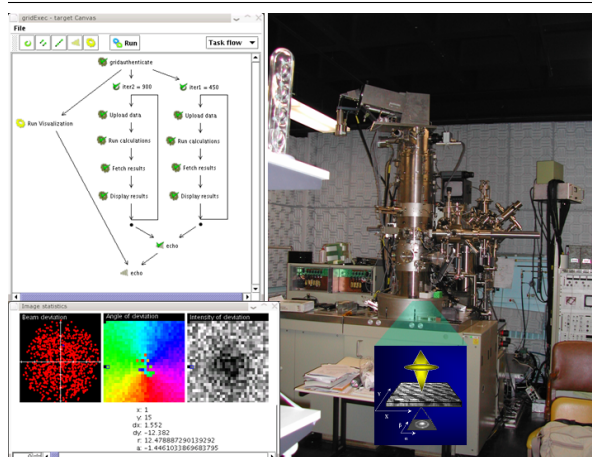 gridExec - target Canvas
File
Run
Task flow
gridauthenticate
iter2 = 900
iter1 = 450
Upload data
Upload data
Run Visualization
Run calculations
Run calculations
Fetch results
Fetch results
Display results
Display results
echo
echo
Image statistics
Beam deviation
Angle of deviation
Intensity of deviation
x: 1
y: 15
dx: 1.552
dy: -12.382
r: 12.478887290139292
a: -1.4461033869683795
Y
X
β
α